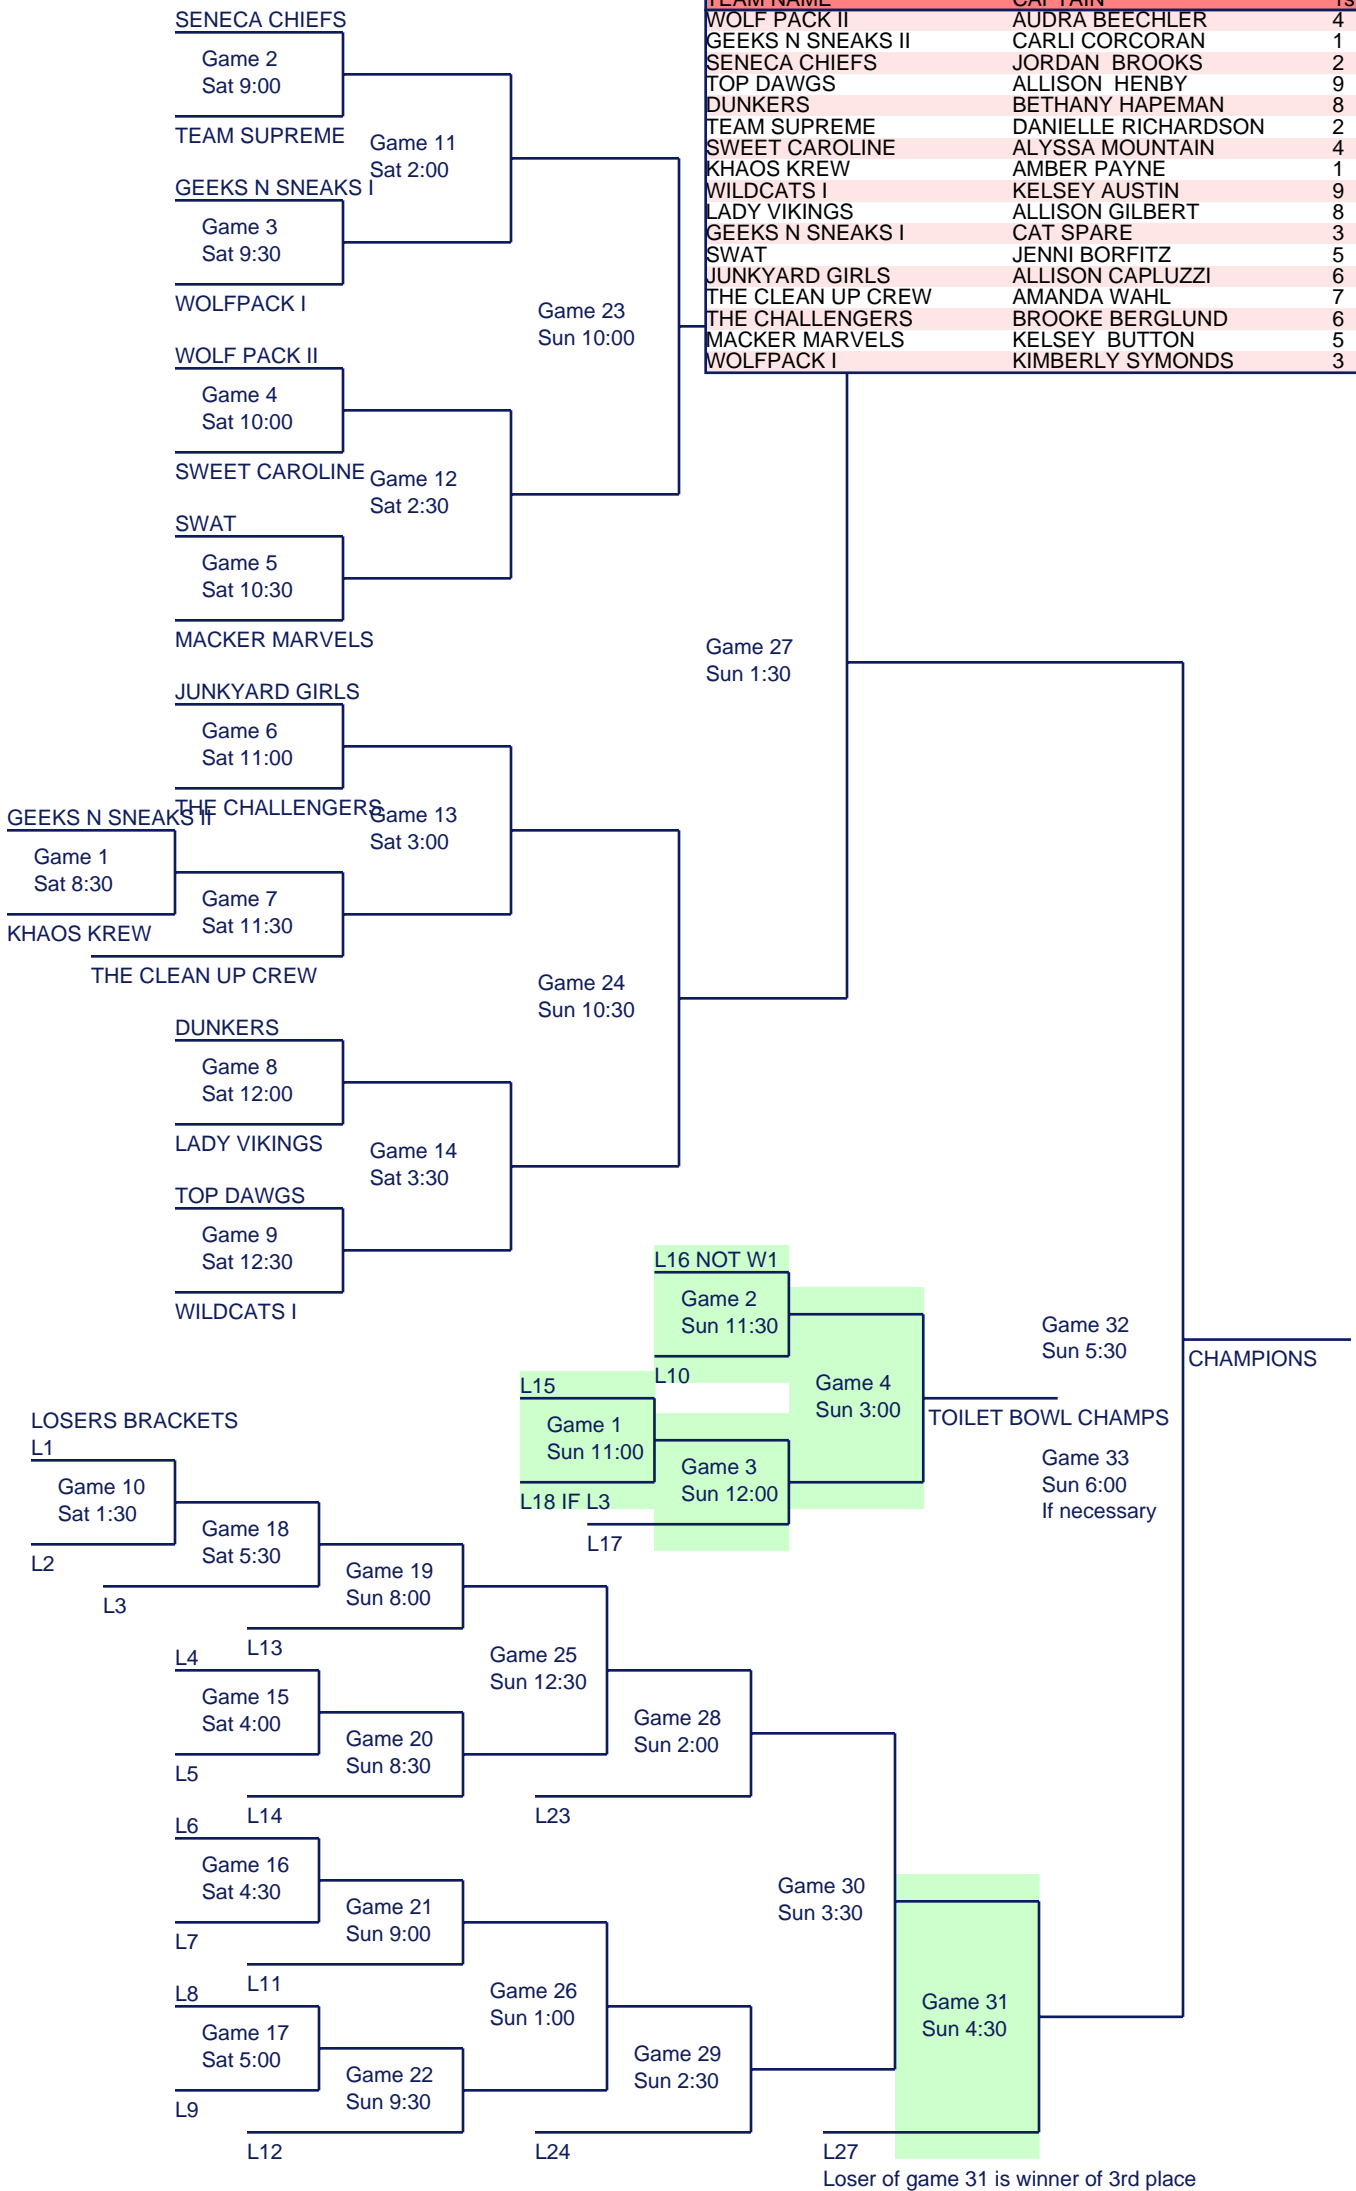 TEAM NAME CAPTAIN
WOLF PACK II AUDRA BEECHLER 4
GEEKS N SNEAKS II CARLI CORCORAN 1
SENECA CHIEFS JORDAN BROOKS 2
TOP DAWGS ALLISON HENBY 9
DUNKERS BETHANY HAPEMAN 8
TEAM SUPREME DANIELLE RICHARDSON 2
SWEET CAROLINE ALYSSA MOUNTAIN 4
KHAOS KREW AMBER PAYNE 1
WILDCATS I KELSEY AUSTIN 9
LADY VIKINGS ALLISON GILBERT 8
GEEKS N SNEAKS I CAT SPARE 3
SWAT JENNI BORFITZ 5
JUNKYARD GIRLS ALLISON CAPLUZZI 6
THE CLEAN UP CREW AMANDA WAHL 7
THE CHALLENGERS BROOKE BERGLUND 6
MACKER MARVELS KELSEY BUTTON 5
WOLFPACK I KIMBERLY SYMONDS 3
SENECA CHIEFS
Game 2
Sat 9:00
TEAM SUPREME
Game 11
Sat 2:00
GEEKS N SNEAKS I
Game 3
Sat 9:30
WOLFPACK I
Game 23
Sun 10:00
WOLF PACK II
Game 4
Sat 10:00
SWEET CAROLINE
Game 12
Sat 2:30
SWAT
Game 5
Sat 10:30
MACKER MARVELS
Game 27
Sun 1:30
JUNKYARD GIRLS
Game 6
Sat 11:00
THE CHALLENGERS
Game 13
Sat 3:00
GEEKS N SNEAKS II
Game 1
Sat 8:30
KHAOS KREW
Game 7
Sat 11:30
THE CLEAN UP CREW
Game 24
Sun 10:30
DUNKERS
Game 8
Sat 12:00
LADY VIKINGS
Game 14
Sat 3:30
TOP DAWGS
Game 9
Sat 12:30
WILDCATS I
L16 NOT W1
Game 2
Sun 11:30
L10
Game 32
Sun 5:30
CHAMPIONS
L15
Game 1
Sun 11:00
L18 IF L3
Game 4
Sun 3:00
TOILET BOWL CHAMPS
Game 3
Sun 12:00
L17
Game 33
Sun 6:00
If necessary
LOSERS BRACKETS
L1
Game 10
Sat 1:30
L2
Game 18
Sat 5:30
L3
Game 19
Sun 8:00
L13
L4
Game 15
Sat 4:00
L5
Game 25
Sun 12:30
Game 20
Sun 8:30
L14
Game 28
Sun 2:00
L23
L6
Game 16
Sat 4:30
L7
Game 21
Sun 9:00
L11
Game 30
Sun 3:30
L8
Game 17
Sat 5:00
L9
Game 26
Sun 1:00
Game 22
Sun 9:30
L12
Game 29
Sun 2:30
L24
Game 31
Sun 4:30
L27
Loser of game 31 is winner of 3rd place